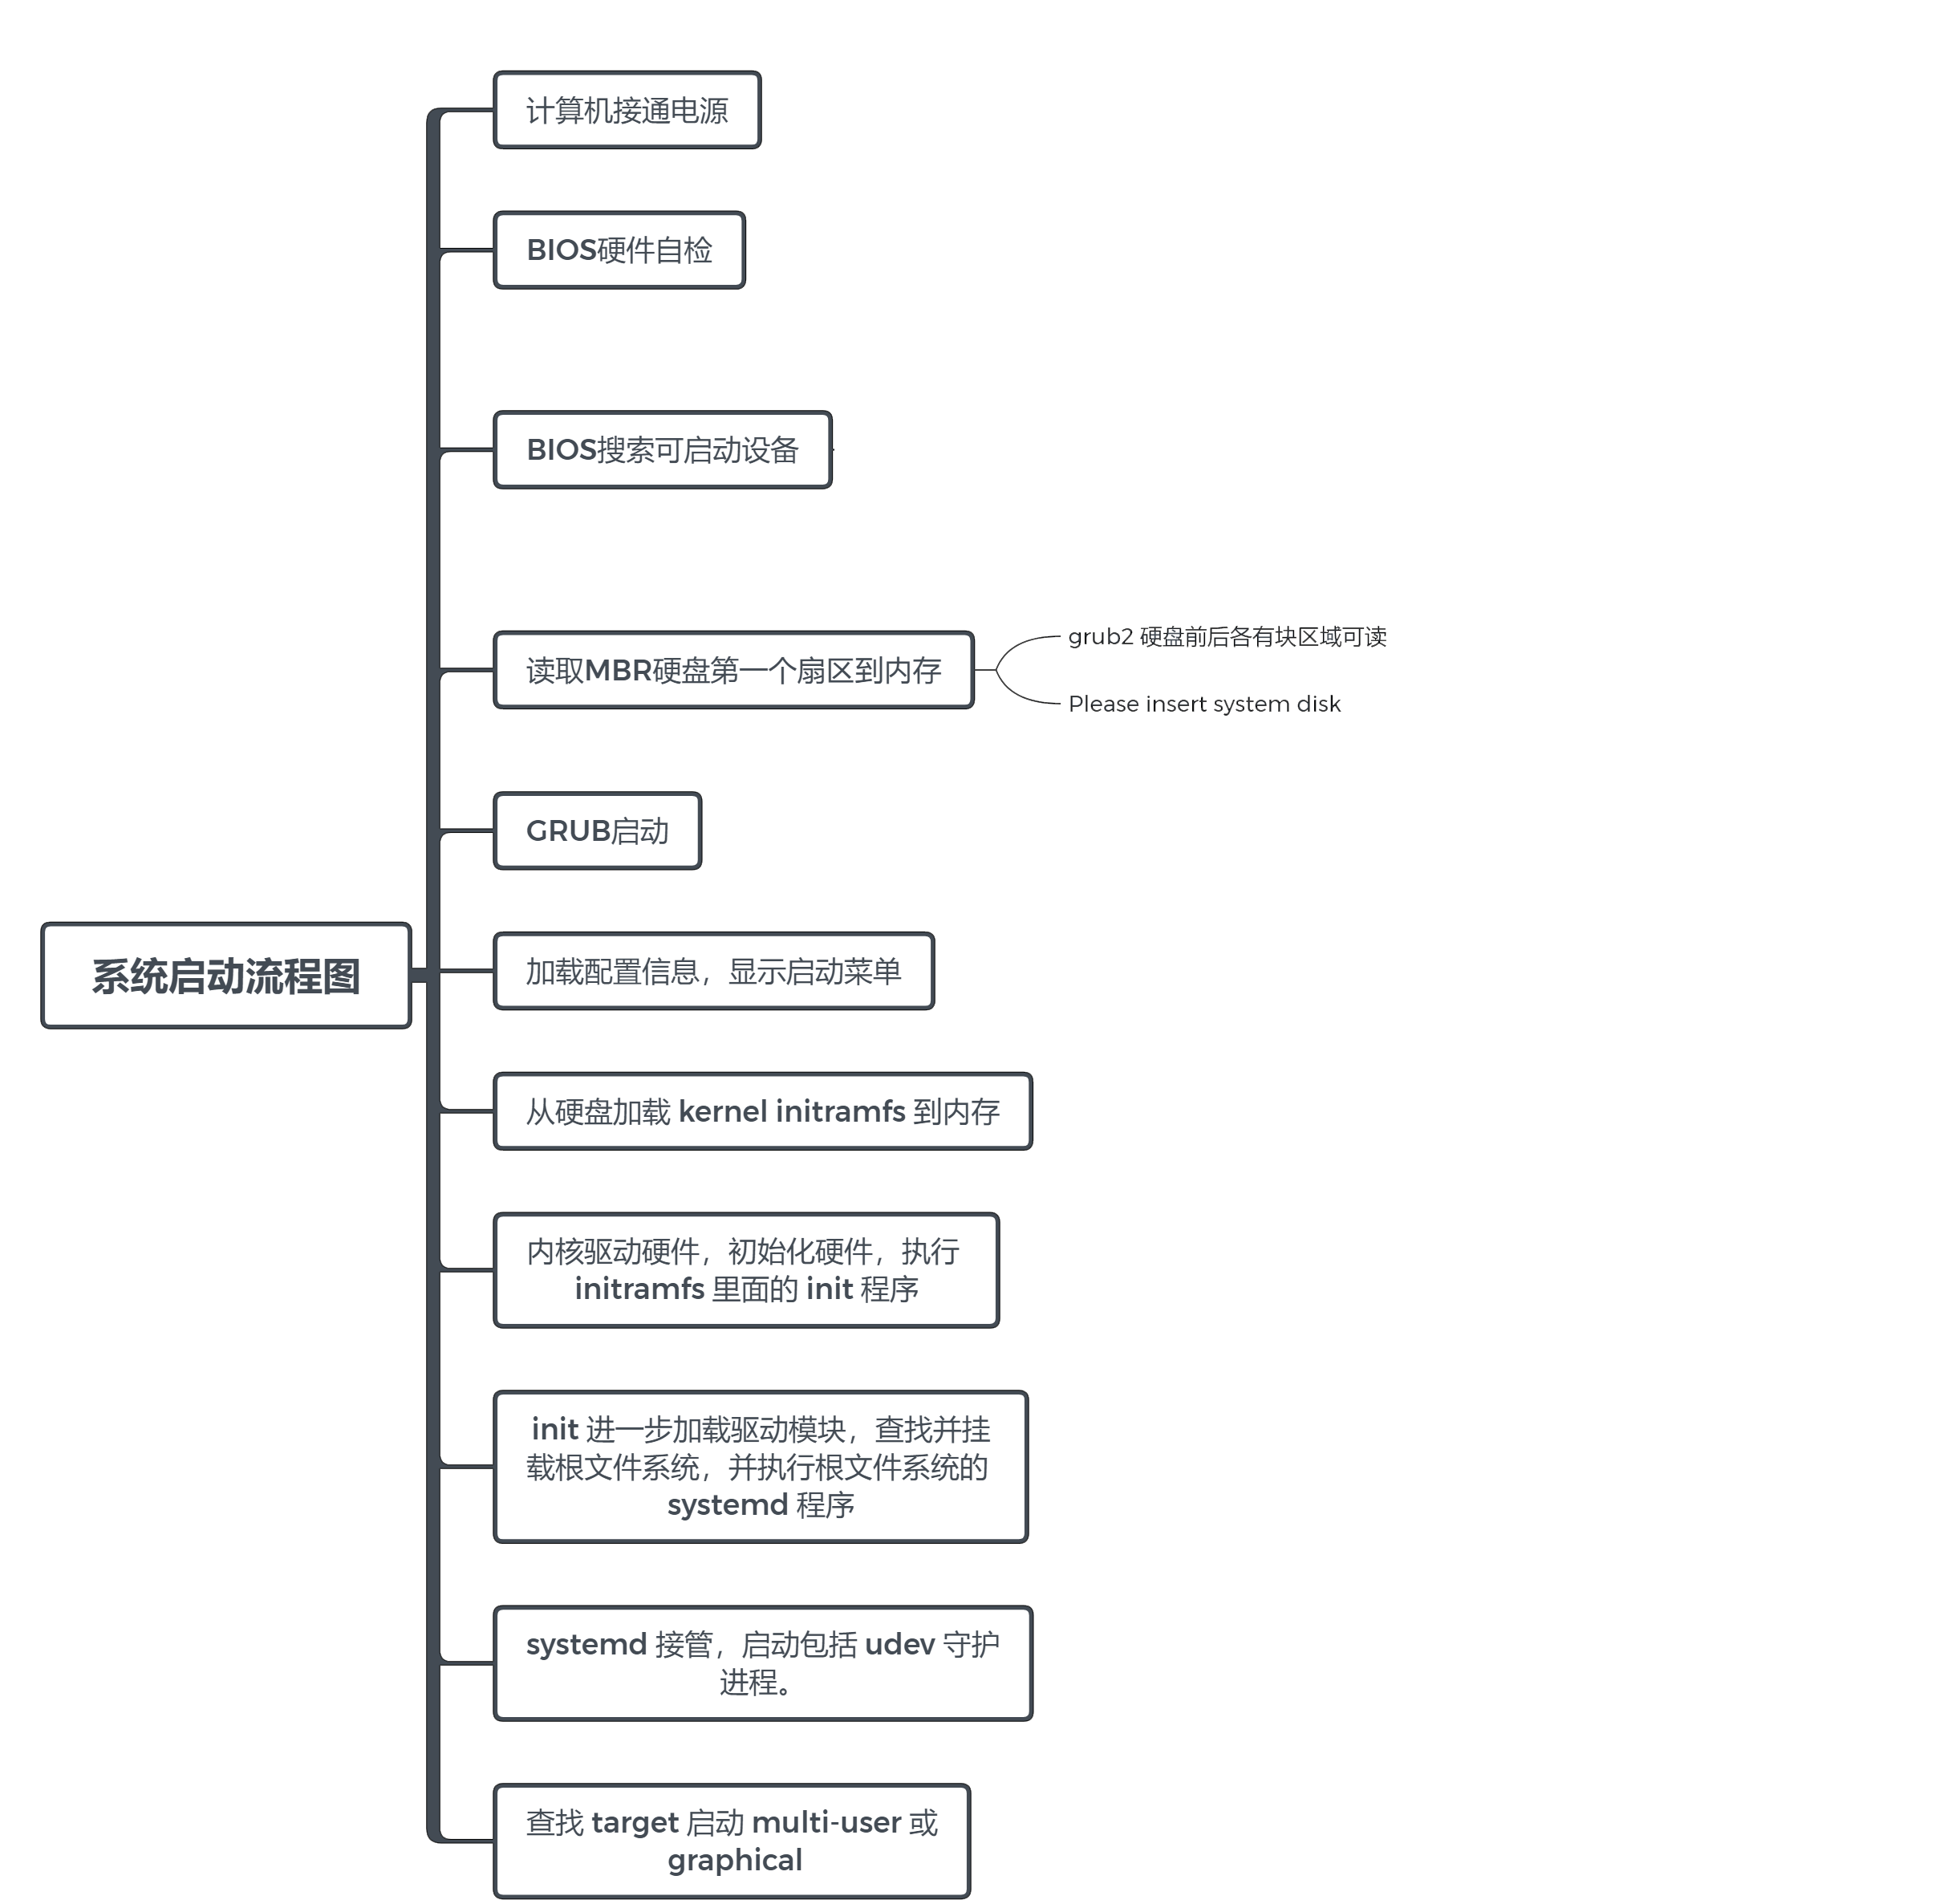 计算机接通电源
BIOS硬件自检
BIOS搜索可启动设备
读取MBR硬盘第一个扇区到内存
grub2 硬盘前后各有块区域可读
Please insert system disk
GRUB启动
系统启动流程图
加载配置信息，显示启动菜单
从硬盘加载 kernel initramfs 到内存
内核驱动硬件，初始化硬件，执行
initramfs 里面的 init 程序
init 进一步加载驱动模块，查找并挂
载根文件系统，并执行根文件系统的
systemd 程序
systemd 接管，启动包括 udev 守护
进程。
查找 target 启动 multi-user 或
graphical